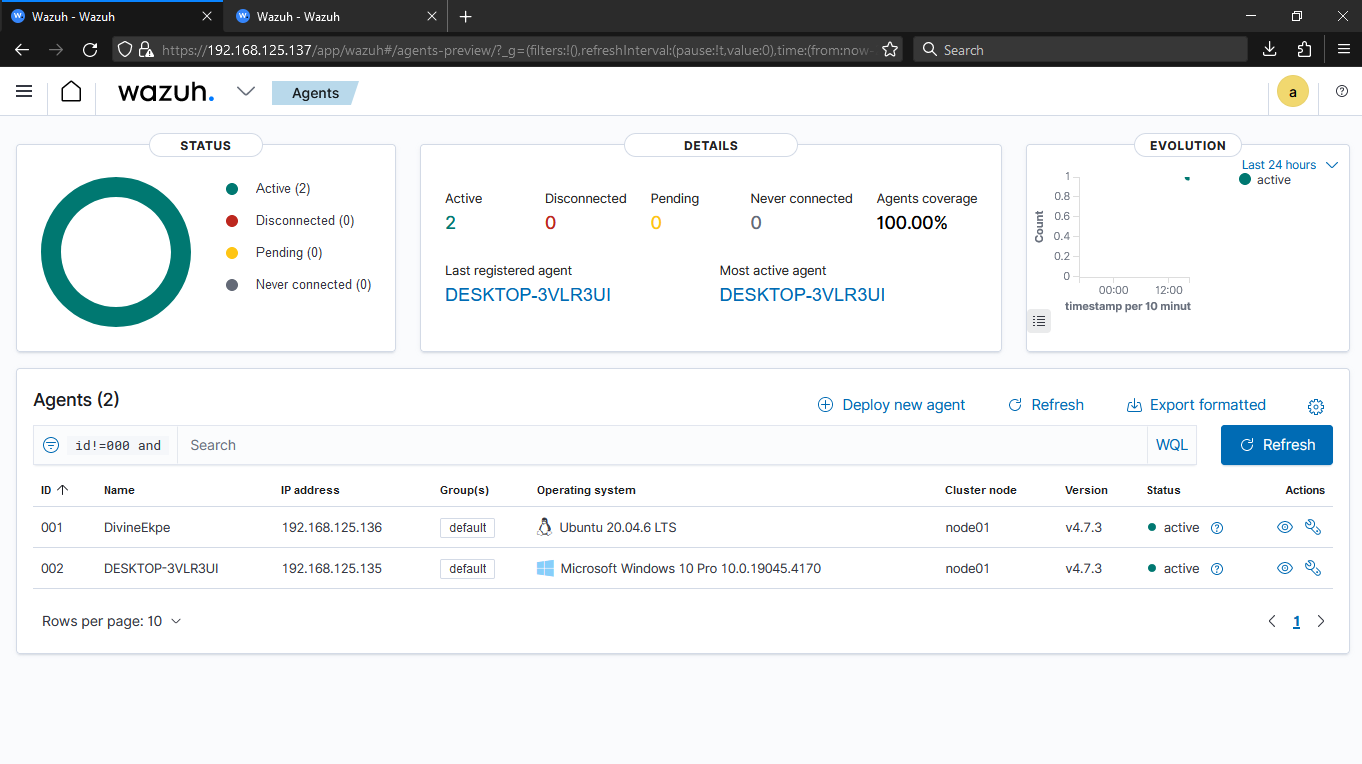 Wazuh - Wazuh
Wazuh - Wazuh
https://192.168.125.137/app/wazuh#/agents-preview/?_g=(filters:!(),refreshInterval:(pause:!t,value:0),time:(from:now-
Search
wazuh.
Agents
a
STATUS
Active (2)
Disconnected (0)
Pending (0)
Never connected (0)
DETAILS
Active Disconnected Pending Never connected Agents coverage
2 0 0 0 100.00%
Last registered agent Most active agent
DESKTOP-3VLR3UI DESKTOP-3VLR3UI
EVOLUTION
Last 24 hours
active
1
0.8
0.6
0.4
0.2
0
Count
00:00 12:00
timestamp per 10 minut
Agents (2)
Deploy new agent Refresh Export formatted
id!=000 and Search WQL Refresh
ID Name IP address Group(s) Operating system Cluster node Version Status Actions
001 DivineEkpe 192.168.125.136 default Ubuntu 20.04.6 LTS node01 v4.7.3 active
002 DESKTOP-3VLR3UI 192.168.125.135 default Microsoft Windows 10 Pro 10.0.19045.4170 node01 v4.7.3 active
Rows per page: 10 1